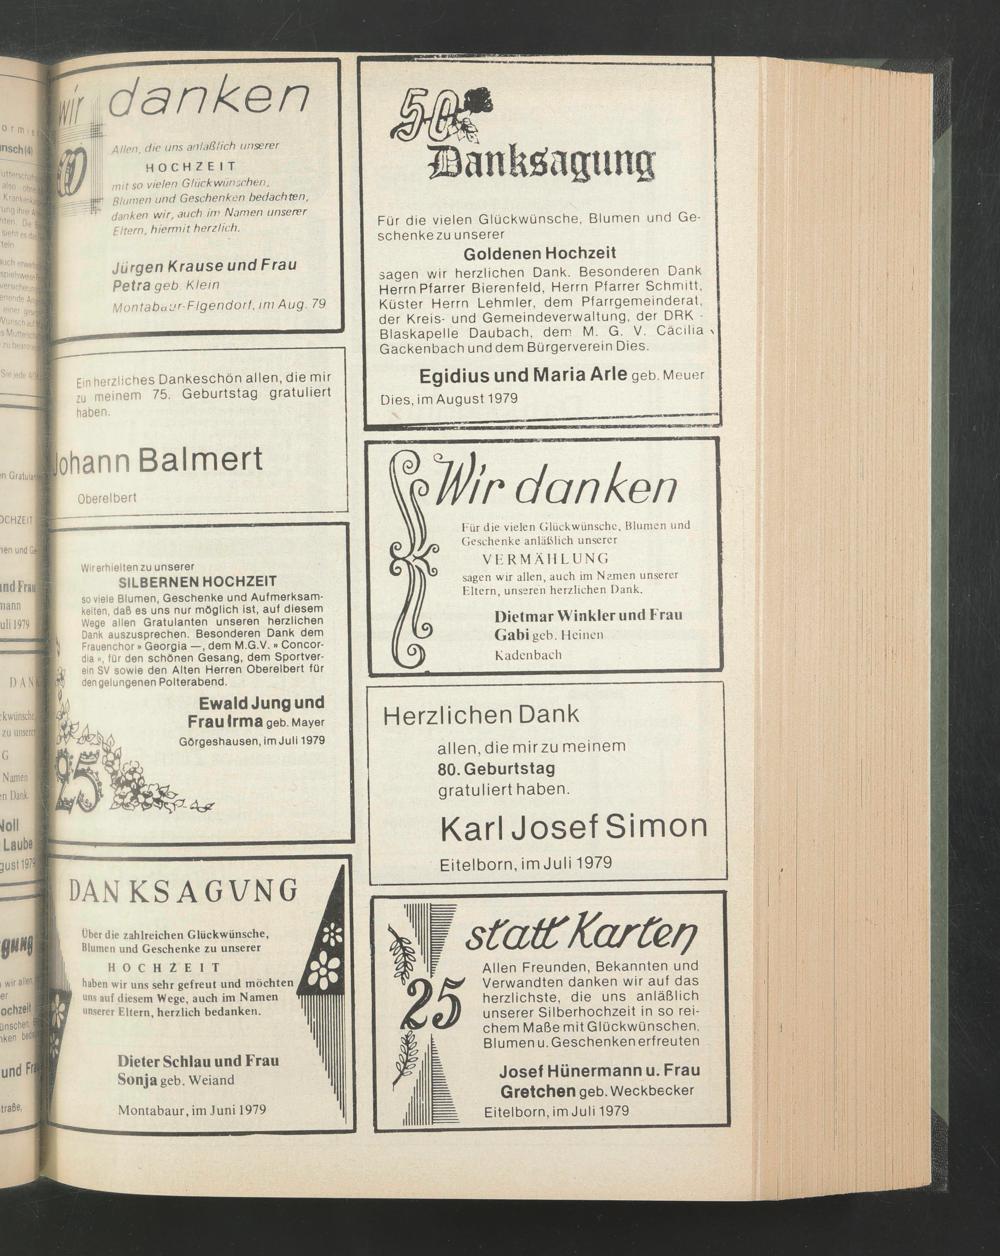 wir danken
Allen, die uns anläßlich unserer
HOCHZEIT
mit so vielen Glückwünschen,
Blumen und Geschenken bedachten,
danken wir, auch im Namen unserer
Eltern, hiermit herzlich.
Jürgen Krause und Frau
Petra geb. Klein
Montabaur-Elgendorf, im Aug. 79
Ein herzliches Dankeschön allen, die mir
zu meinem 75. Geburtstag gratuliert
haben.
Johann Balmert
Oberelbert
Wir erhielten zu unserer
SILBERNEN HOCHZEIT
so viele Blumen, Geschenke und Aufmerksam-
keiten, daß es uns nur möglich ist, auf diesem
Wege allen Gratulanten unseren herzlichen
Dank auszusprechen. Besonderen Dank dem
Frauenchor » Georgia —, dem M.G.V. » Concor-
dia », für den schönen Gesang, dem Sportver-
ein SV sowie den Alten Herren Oberelbert für
den gelungenen Polterabend.
Ewald Jung und
Frau Irma geb. Mayer
Görgeshausen, im Juli 1979
25
DANKSAGUNG
Über die zahlreichen Glückwünsche,
Blumen und Geschenke zu unserer
HOCHZEIT
haben wir uns sehr gefreut und möchten
uns auf diesem Wege, auch im Namen
unserer Eltern, herzlich bedanken.
Dieter Schlau und Frau
Sonja geb. Weiand
Montabaur, im Juni 1979
50
Danksagung
Für die vielen Glückwünsche, Blumen und Ge-
schenke zu unserer
Goldenen Hochzeit
sagen wir herzlichen Dank. Besonderen Dank
Herrn Pfarrer Bierenfeld, Herrn Pfarrer Schmitt,
Küster Herrn Lehmler, dem Pfarrgemeinderat,
der Kreis- und Gemeindeverwaltung, der DRK -
Blaskapelle Daubach, dem M. G. V. Cäcilia
Gackenbach und dem Bürgerverein Dies.
Egidius und Maria Arle geb. Meuer
Dies, im August 1979
Wir danken
Für die vielen Glückwünsche, Blumen und
Geschenke anläßlich unserer
VERMÄHLUNG
sagen wir allen, auch im Namen unserer
Eltern, unseren herzlichen Dank.
Dietmar Winkler und Frau
Gabi geb. Heinen
Kadenbach
Herzlichen Dank
allen, die mir zu meinem
80. Geburtstag
gratuliert haben.
Karl Josef Simon
Eitelborn, im Juli 1979
statt Karten
25
Allen Freunden, Bekannten und
Verwandten danken wir auf das
herzlichste, die uns anläßlich
unserer Silberhochzeit in so rei-
chem Maße mit Glückwünschen,
Blumen u. Geschenken erfreuten
Josef Hünermann u. Frau
Gretchen geb. Weckbecker
Eitelborn, im Juli 1979